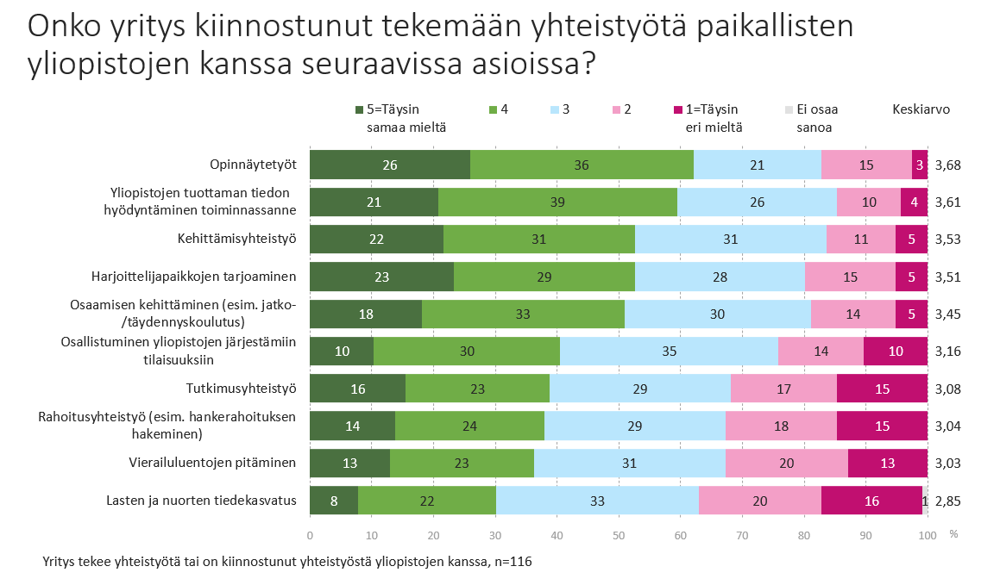 Onko yritys kiinnostunut tekemään yhteistyötä paikallisten
yliopistojen kanssa seuraavissa asioissa?
5=Täysin
samaa mieltä
4
3
2
1=Täysin
eri mieltä
Ei osaa
sanoa
Keskiarvo
Opinnäytetyöt
26 36 21 15 3 3,68
Yliopistojen tuottaman tiedon
hyödyntäminen toiminnassanne
21 39 26 10 4 3,61
Kehittämisyhteistyö
22 31 31 11 5 3,53
Harjoittelijapaikkojen tarjoaminen
23 29 28 15 5 3,51
Osaamisen kehittäminen (esim. jatko-
/täydennyskoulutus)
18 33 30 14 5 3,45
Osallistuminen yliopistojen järjestämiin
tilaisuuksiin
10 30 35 14 10 3,16
Tutkimusyhteistyö
16 23 29 17 15 3,08
Rahoitusyhteistyö (esim. hankerahoituksen
hakeminen)
14 24 29 18 15 3,04
Vierailuluentojen pitäminen
13 23 31 20 13 3,03
Lasten ja nuorten tiedekasvatus
8 22 33 20 16 1 2,85
0 10 20 30 40 50 60 70 80 90 100 %
Yritys tekee yhteistyötä tai on kiinnostunut yhteistyöstä yliopistojen kanssa, n=116